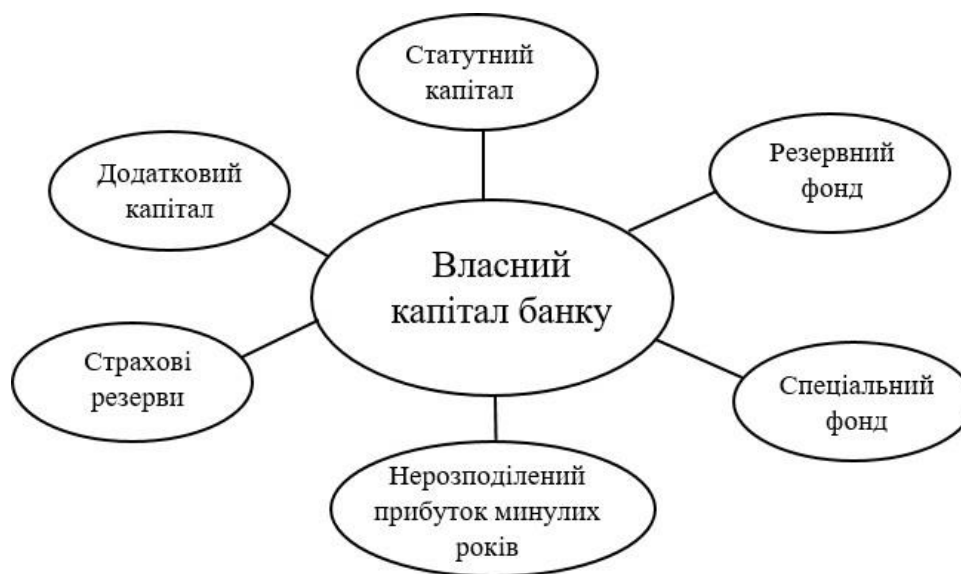 Статутний
капітал
Додатковий
капітал
Резервний
фонд
Власний
капітал банку
Страхові
резерви
Спеціальний
фонд
Нерозподілений
прибуток минулих
років